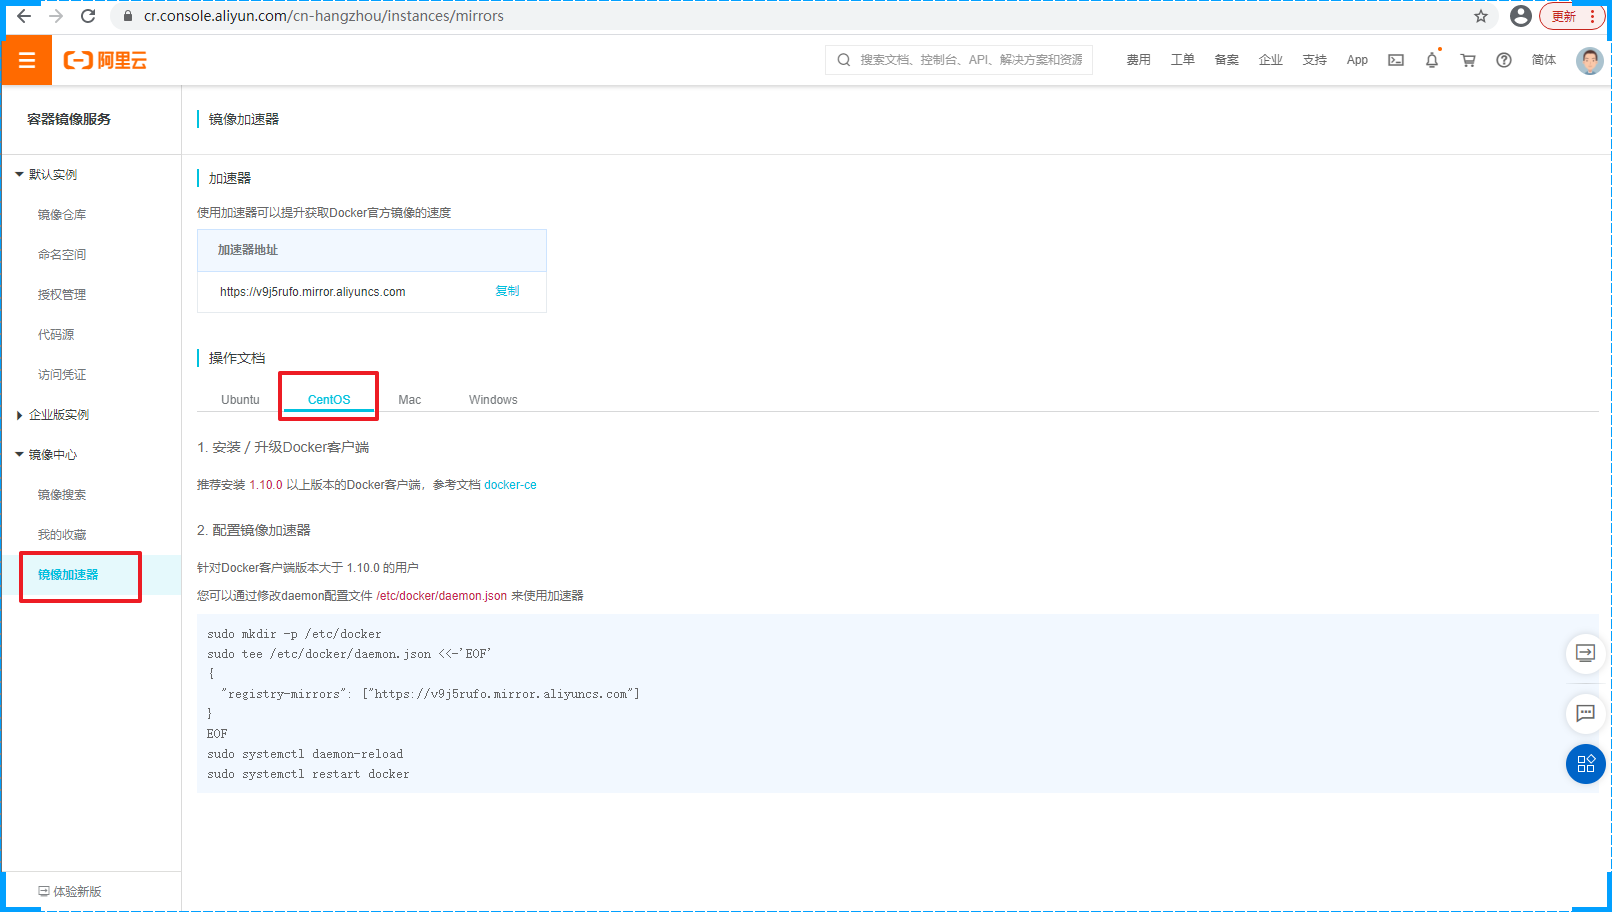 cr.console.aliyun.com/cn-hangzhou/instances/mirrors
更新
阿里云
搜索文档、控制台、API、解决方案和资源
费用
工单
备案
企业
支持
App
简体
容器镜像服务
默认实例
镜像仓库
命名空间
授权管理
代码源
访问凭证
企业版实例
镜像中心
镜像搜索
我的收藏
镜像加速器
体验新版
镜像加速器
加速器
使用加速器可以提升获取Docker官方镜像的速度
加速器地址
https://v9j5rufo.mirror.aliyuncs.com 复制
操作文档
Ubuntu CentOS Mac Windows
1. 安装 / 升级Docker客户端
推荐安装 1.10.0 以上版本的Docker客户端，参考文档 docker-ce
2. 配置镜像加速器
针对Docker客户端版本大于 1.10.0 的用户
您可以通过修改daemon配置文件 /etc/docker/daemon.json 来使用加速器
sudo mkdir -p /etc/docker
sudo tee /etc/docker/daemon.json <<-'EOF'
{
  "registry-mirrors": ["https://v9j5rufo.mirror.aliyuncs.com"]
}
EOF
sudo systemctl daemon-reload
sudo systemctl restart docker